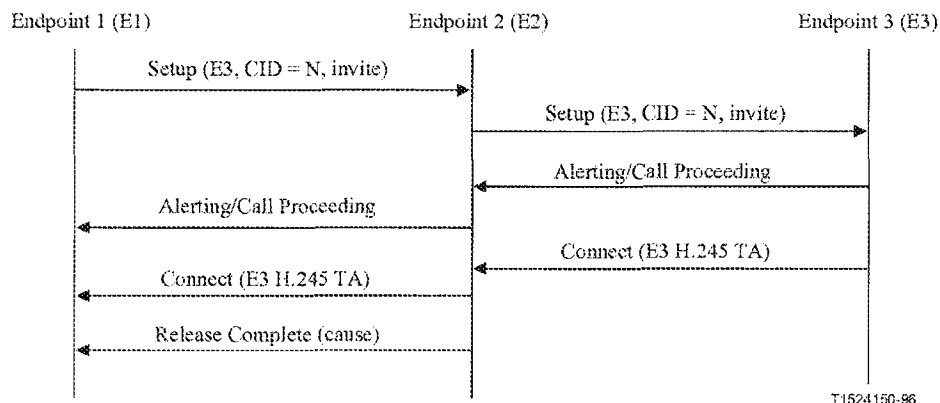 Endpoint 1 (E1)
Endpoint 2 (E2)
Endpoint 3 (E3)
Setup (E3, CID = N, invite)
Setup (E3, CID = N, invite)
Alerting/Call Proceeding
Alerting/Call Proceeding
Connect (E3 H.245 TA)
Connect (E3 H.245 TA)
Release Complete (cause)
T1524150-96